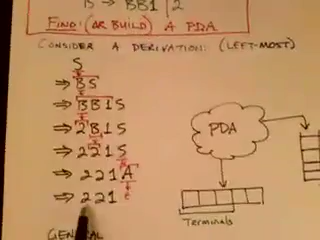 B → BB1 | 2
FIND: (OR BUILD) A PDA
CONSIDER A DERIVATION: (LEFT-MOST)
S
⇒ BS
⇒ BB1S
⇒ 2B1S
⇒ 221S
⇒ 221A
ε
⇒ 221
PDA
Terminals
GENERAL